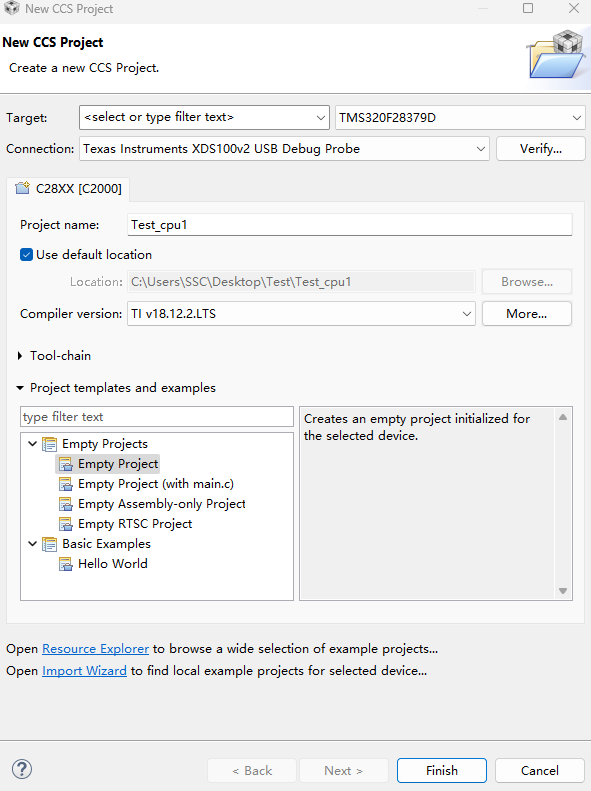 New CCS Project
New CCS Project
Create a new CCS Project.
Target: <select or type filter text> TMS320F28379D
Connection: Texas Instruments XDS100v2 USB Debug Probe Verify...
C28XX [C2000]
Project name: Test_cpu1
Use default location
Location: C:\Users\SSC\Desktop\Test\Test_cpu1 Browse...
Compiler version: TI v18.12.2.LTS More...
Tool-chain
Project templates and examples
type filter text
Creates an empty project initialized for
the selected device.
Empty Projects
Empty Project
Empty Project (with main.c)
Empty Assembly-only Project
Empty RTSC Project
Basic Examples
Hello World
Open Resource Explorer to browse a wide selection of example projects...
Open Import Wizard to find local example projects for selected device...
? < Back Next > Finish Cancel